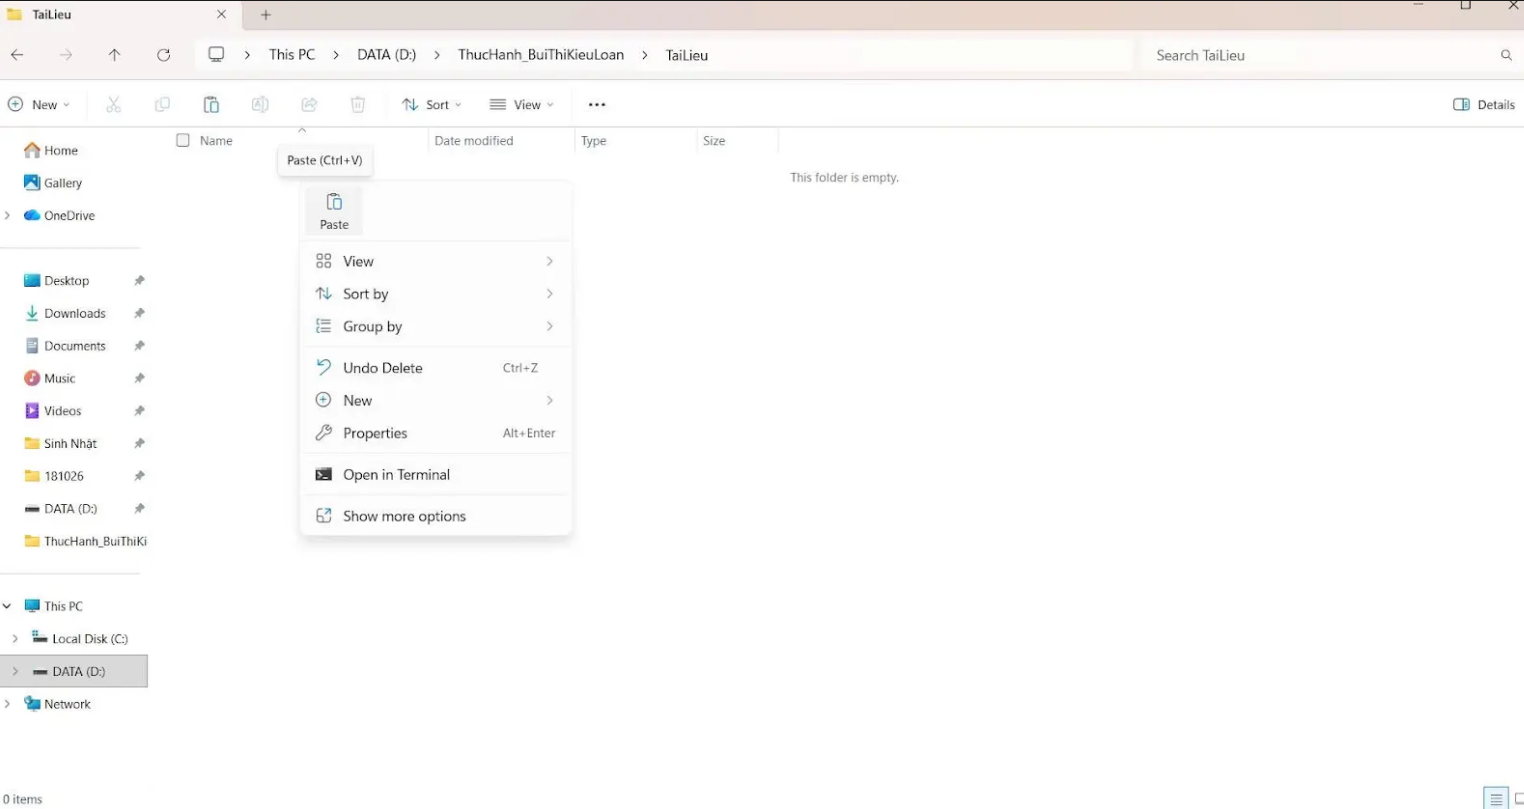 TaiLieu
This PC > DATA (D:) > ThucHanh_BuiThiKieuLoan > TaiLieu
Search TaiLieu
New
Sort
View
Details
Name
Date modified
Type
Size
Paste (Ctrl+V)
This folder is empty.
Paste
View
Sort by
Group by
Undo Delete Ctrl+Z
New
Properties Alt+Enter
Open in Terminal
Show more options
Home
Gallery
OneDrive
Desktop
Downloads
Documents
Music
Videos
Sinh Nhật
181026
DATA (D:)
ThucHanh_BuiThiKi
This PC
Local Disk (C:)
DATA (D:)
Network
0 items